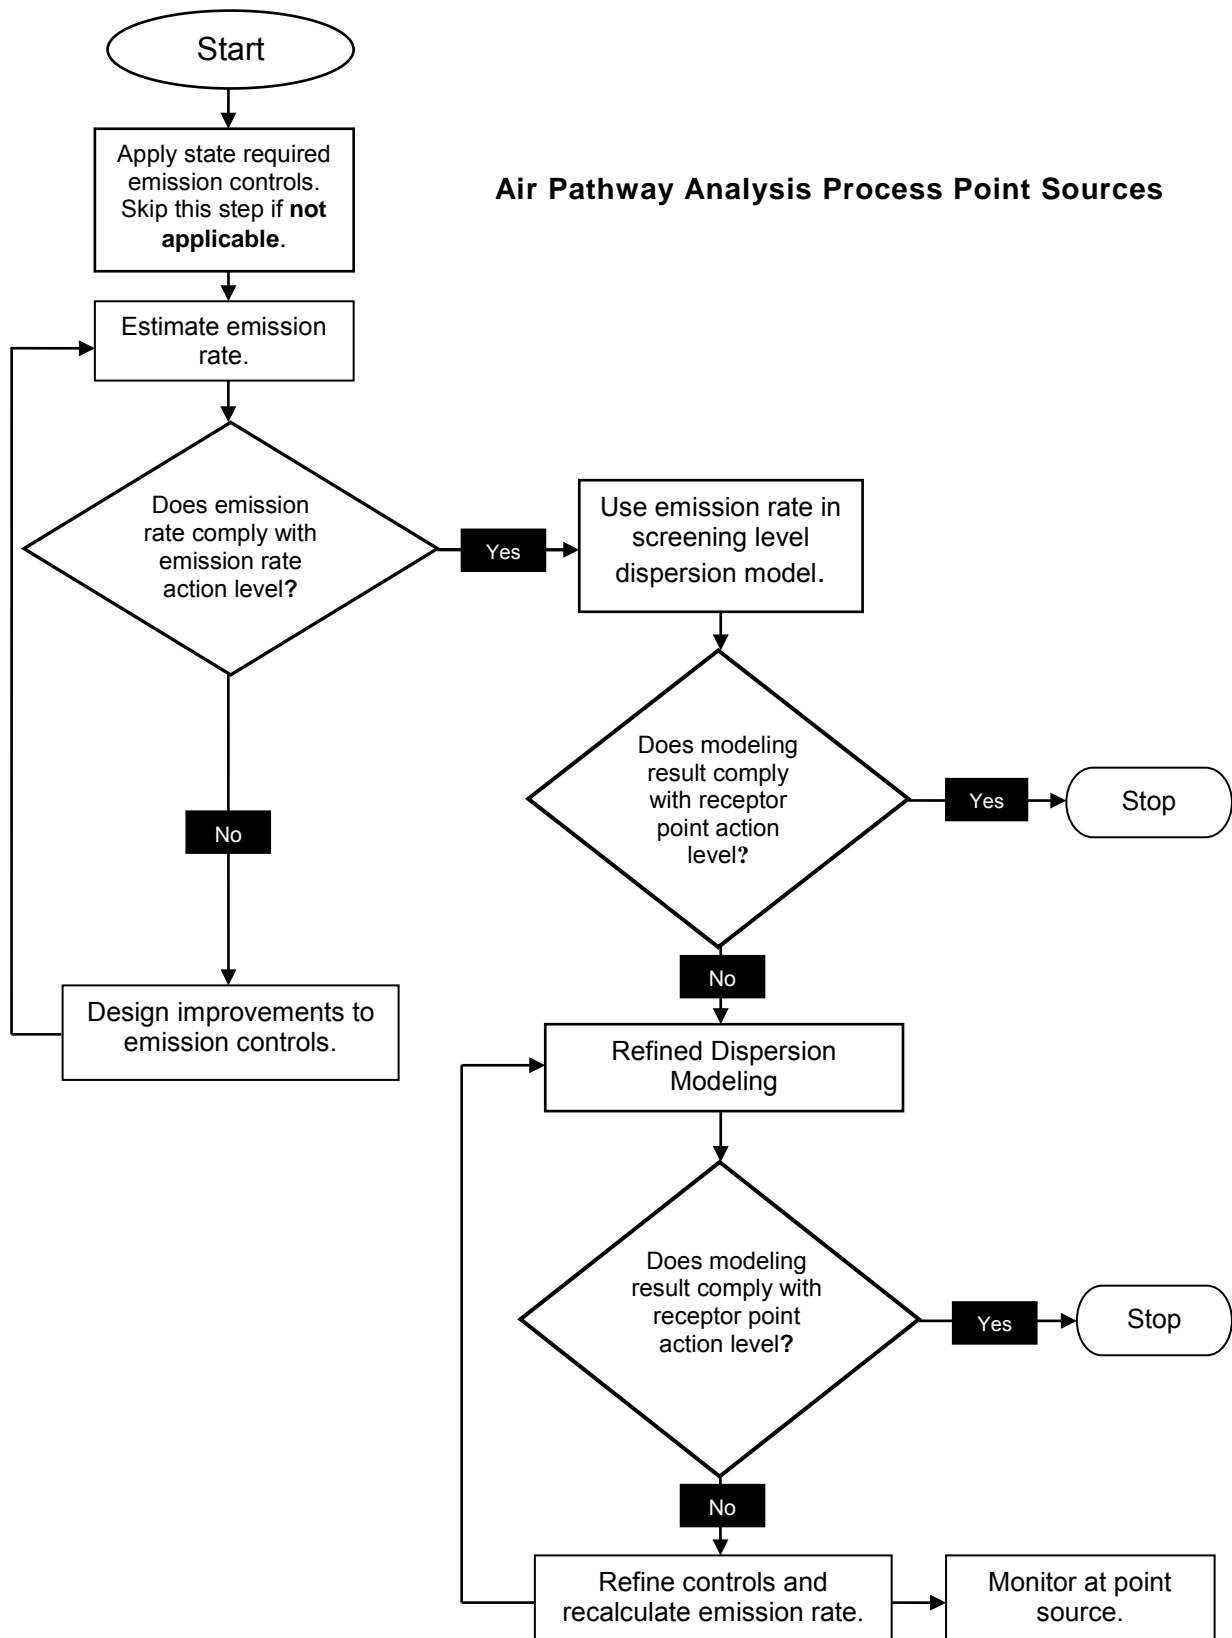 Start
Apply state required
emission controls.
Skip this step if not
applicable.
Air Pathway Analysis Process Point Sources
Estimate emission
rate.
Does emission
rate comply with
emission rate
action level?
Yes
Use emission rate in
screening level
dispersion model.
No
Design improvements to
emission controls.
Does modeling
result comply
with receptor
point action
level?
Yes
Stop
No
Refined Dispersion
Modeling
Does modeling
result comply with
receptor point
action level?
Yes
Stop
No
Refine controls and
recalculate emission rate.
Monitor at point
source.